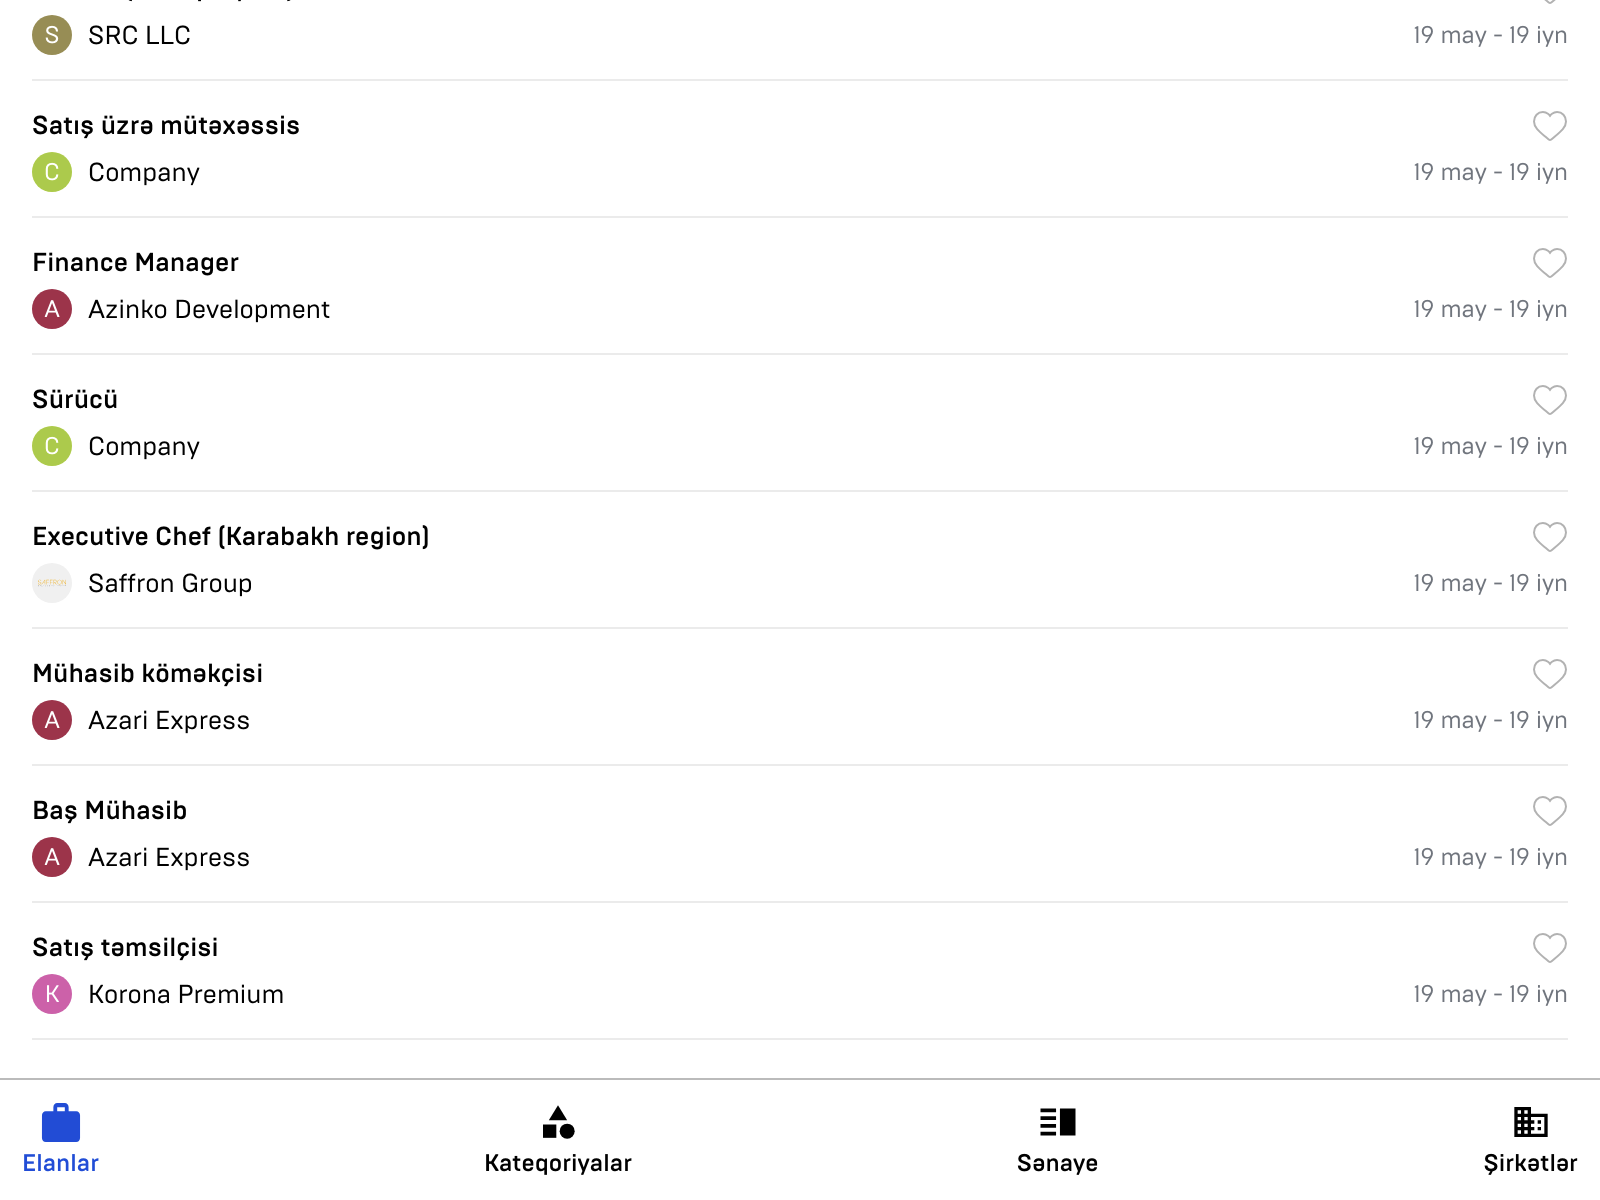 S SRC LLC 19 may - 19 iyn
Satış üzrə mütəxəssis
C Company 19 may - 19 iyn
Finance Manager
A Azinko Development 19 may - 19 iyn
Sürücü
C Company 19 may - 19 iyn
Executive Chef (Karabakh region)
SAFFRON Saffron Group 19 may - 19 iyn
Mühasib köməkçisi
A Azari Express 19 may - 19 iyn
Baş Mühasib
A Azari Express 19 may - 19 iyn
Satış təmsilçisi
K Korona Premium 19 may - 19 iyn
Elanlar Kateqoriyalar Sənaye Şirkətlər